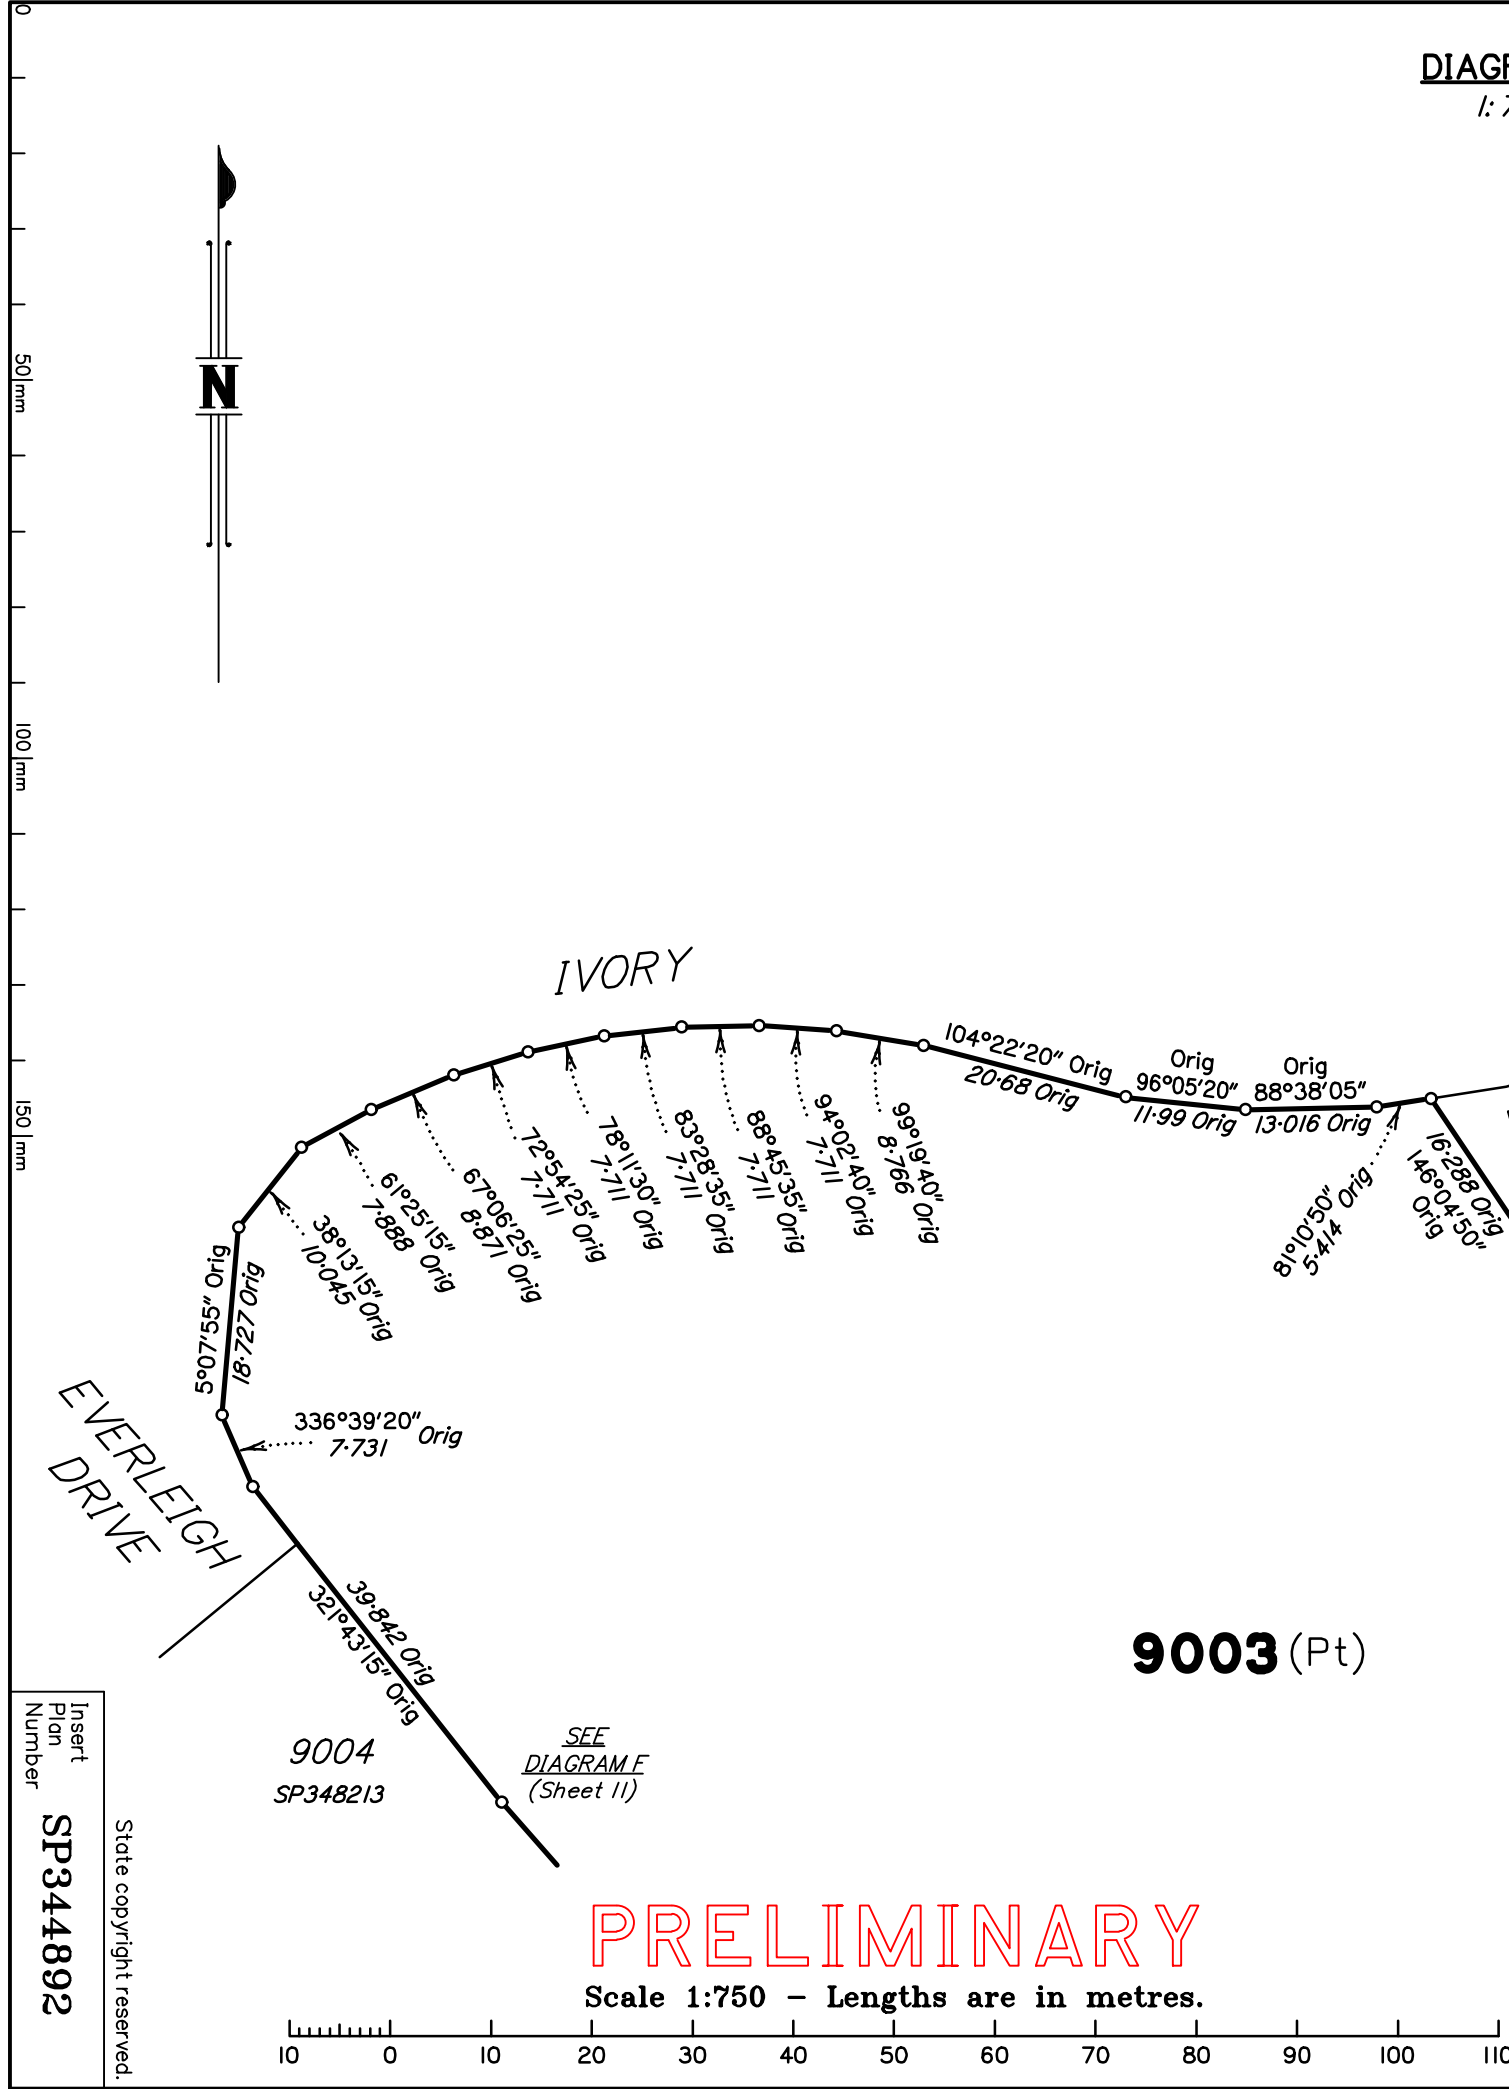 0
DIAGR
1: 7
50 mm
N
100 mm
150 mm
IVORY
104°22'20" Orig
20·68 Orig
Orig
96°05'20"
11·99 Orig
Orig
88°38'05"
13·016 Orig
81°10'50"
5·414 Orig
16·288 Orig
146°04'50"
Orig
99°19'40"
8·766 Orig
94°02'40"
7·711 Orig
88°45'35"
7·711 Orig
83°28'35"
7·711 Orig
78°11'30"
7·711 Orig
72°54'25"
7·711 Orig
67°06'25"
8·871 Orig
61°25'15"
7·888 Orig
38°13'15"
10·045 Orig
5°07'55" Orig
18·727 Orig
336°39'20"
7·731 Orig
EVERLEIGH
DRIVE
39·842 Orig
321°43'15" Orig
9003 (Pt)
9004
SP348213
SEE
DIAGRAM F
(Sheet 11)
Insert
Plan
Number
SP344892
State copyright reserved.
PRELIMINARY
Scale 1:750 – Lengths are in metres.
10 0 10 20 30 40 50 60 70 80 90 100 110